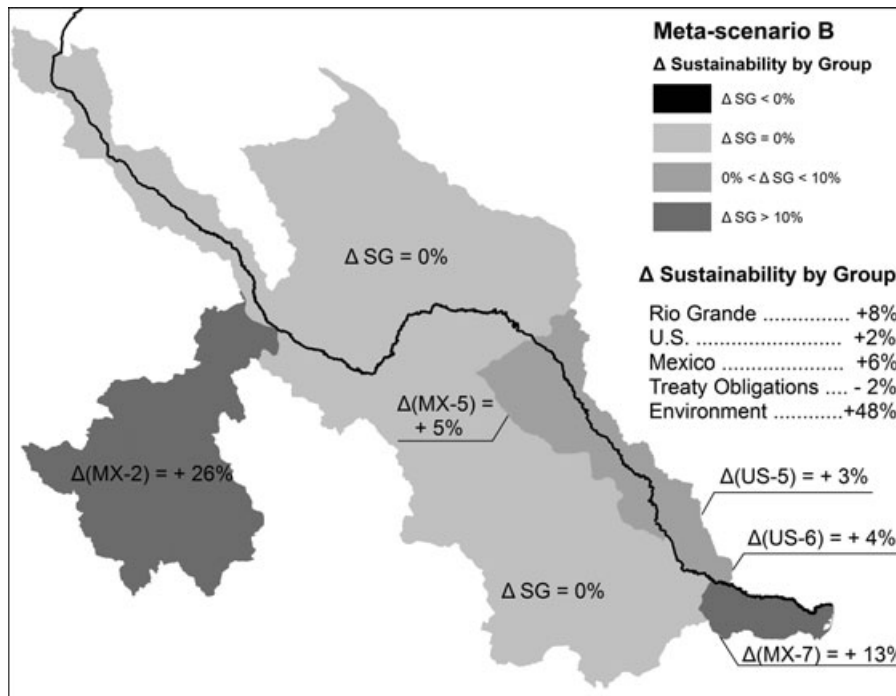 Meta-scenario B
Δ Sustainability by Group
Δ SG < 0%
Δ SG = 0%
0% < Δ SG < 10%
Δ SG > 10%
Δ SG = 0%
Δ Sustainability by Group
Rio Grande ............... +8%
U.S. ........................ +2%
Mexico .................... +6%
Treaty Obligations .... - 2%
Environment ............+48%
Δ(MX-5) =
+ 5%
Δ(MX-2) = + 26%
Δ(US-5) = + 3%
Δ(US-6) = + 4%
Δ SG = 0%
Δ(MX-7) = + 13%